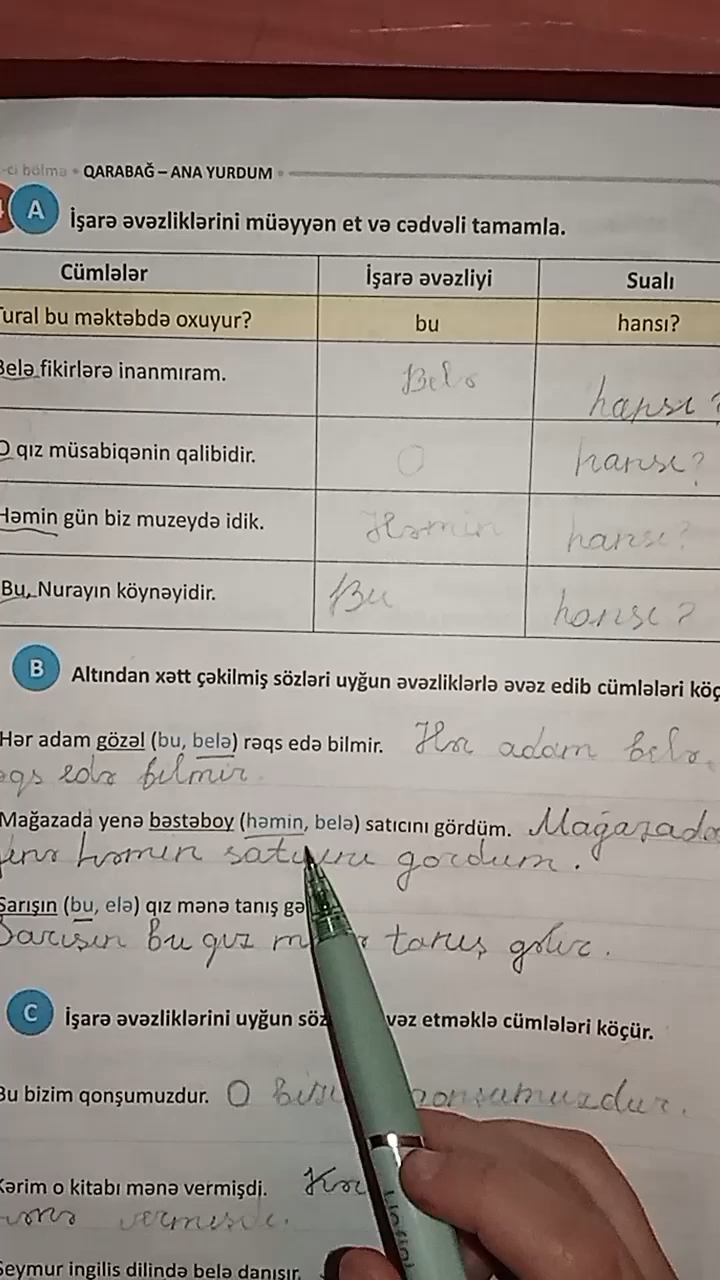 -ci bölmə • QARABAĞ – ANA YURDUM
A İşarə əvəzliklərini müəyyən et və cədvəli tamamla.
Cümlələr İşarə əvəzliyi Sualı
Tural bu məktəbdə oxuyur? bu hansı?
Belə fikirlərə inanmıram. Belə hansı?
O qız müsabiqənin qalibidir. O hansı?
Həmin gün biz muzeydə idik. Həmin hansı?
Bu, Nurayın köynəyidir. Bu hansı?
B Altından xətt çəkilmiş sözləri uyğun əvəzliklərlə əvəz edib cümlələri köç
Hər adam gözəl (bu, belə) rəqs edə bilmir. Hər adam belə
əqs edə bilmir.
Mağazada yenə bəstəboy (həmin, belə) satıcını gördüm. Mağazada
yenə həmin satıcını gördüm.
Sarışın (bu, elə) qız mənə tanış gə
Sarışın bu qız m tanış gəlir.
C İşarə əvəzliklərini uyğun söz vəz etməklə cümlələri köçür.
Bu bizim qonşumuzdur. O bizi qonşumuzdur.
Kərim o kitabı mənə vermişdi. Kər
vermişdi.
Seymur ingilis dilində belə danışır.